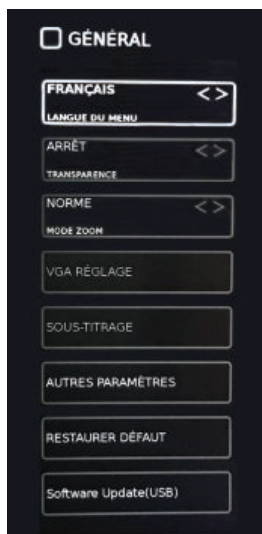 GÉNÉRAL
FRANÇAIS < >
LANGUE DU MENU
ARRÊT < >
TRANSPARENCE
NORME < >
MODE ZOOM
VGA RÉGLAGE
SOUS-TITRAGE
AUTRES PARAMÈTRES
RESTAURER DÉFAUT
Software Update(USB)